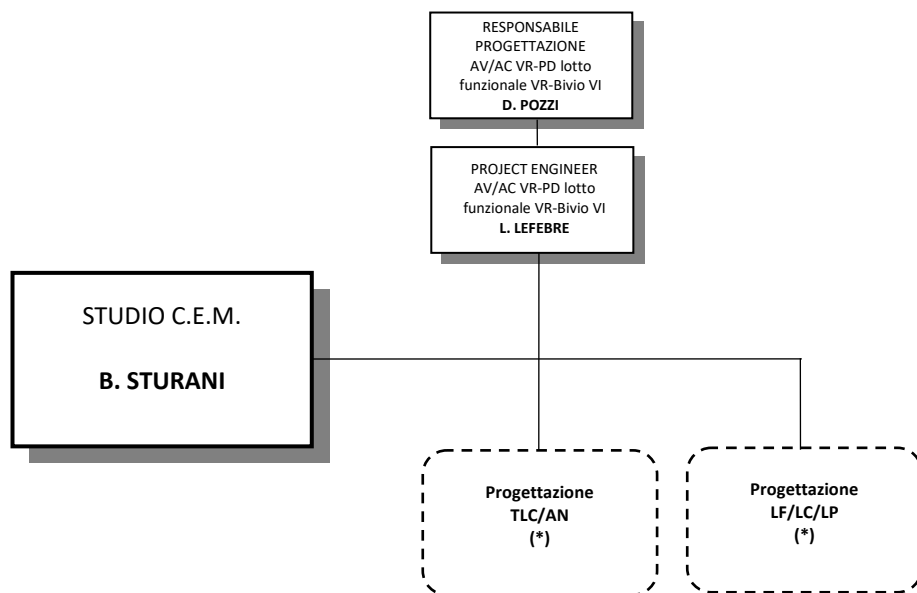 RESPONSABILE
PROGETTAZIONE
AV/AC VR-PD lotto
funzionale VR-Bivio VI
D. POZZI
PROJECT ENGINEER
AV/AC VR-PD lotto
funzionale VR-Bivio VI
L. LEFEBRE
STUDIO C.E.M.
B. STURANI
Progettazione
TLC/AN
(*)
Progettazione
LF/LC/LP
(*)